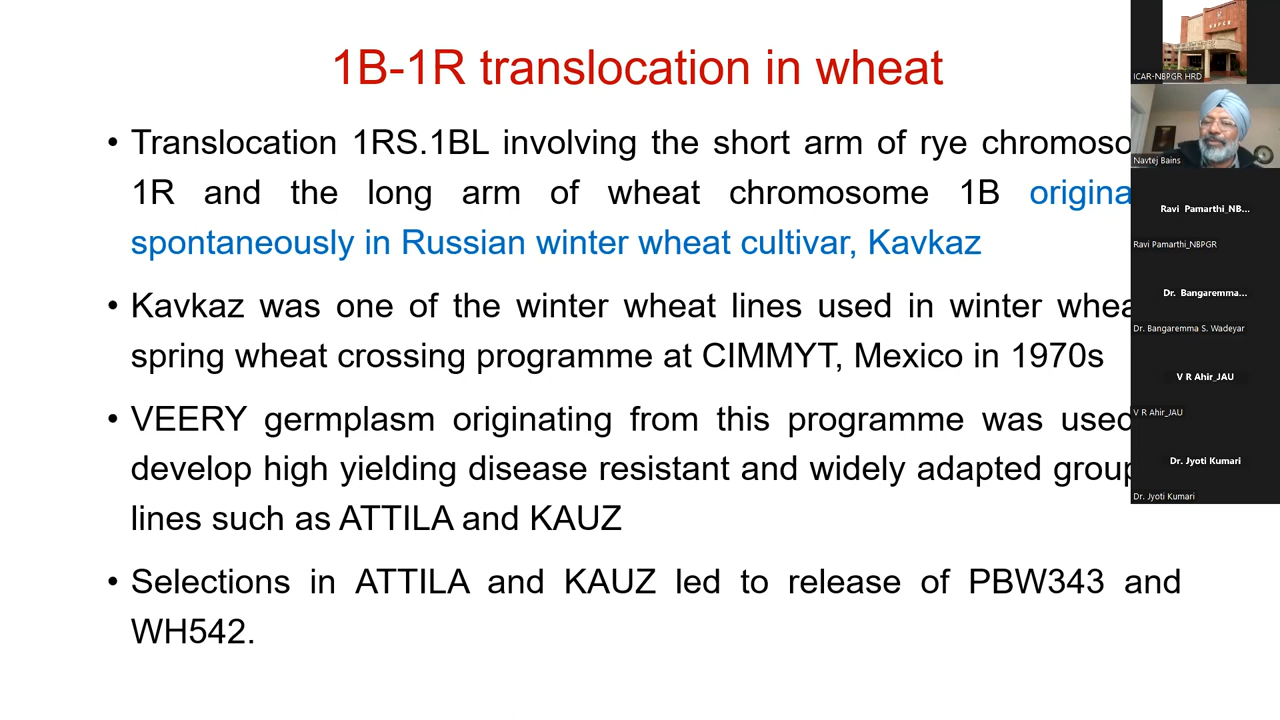 1B-1R translocation in wheat
• Translocation 1RS.1BL involving the short arm of rye chromoso
1R and the long arm of wheat chromosome 1B origina
spontaneously in Russian winter wheat cultivar, Kavkaz
• Kavkaz was one of the winter wheat lines used in winter whea
spring wheat crossing programme at CIMMYT, Mexico in 1970s
• VEERY germplasm originating from this programme was used
develop high yielding disease resistant and widely adapted group
lines such as ATTILA and KAUZ
• Selections in ATTILA and KAUZ led to release of PBW343 and
WH542.
ICAR-NBPGR HRD
Navtej Bains
Ravi Pamarthi_NB...
Ravi Pamarthi_NBPGR
Dr. Bangaremma...
Dr. Bangaremma S. Wadeyar
V R Ahir_JAU
V R Ahir_JAU
Dr. Jyoti Kumari
Dr. Jyoti Kumari